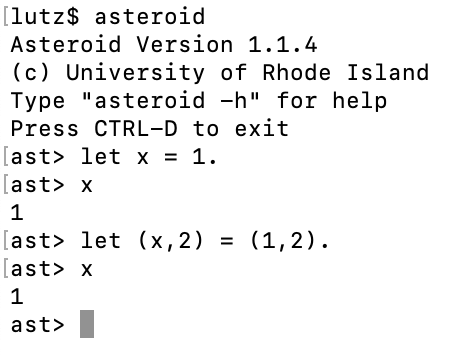 [lutz$ asteroid
Asteroid Version 1.1.4
(c) University of Rhode Island
Type "asteroid -h" for help
Press CTRL-D to exit
[ast> let x = 1.
[ast> x
1
[ast> let (x,2) = (1,2).
[ast> x
1
ast>